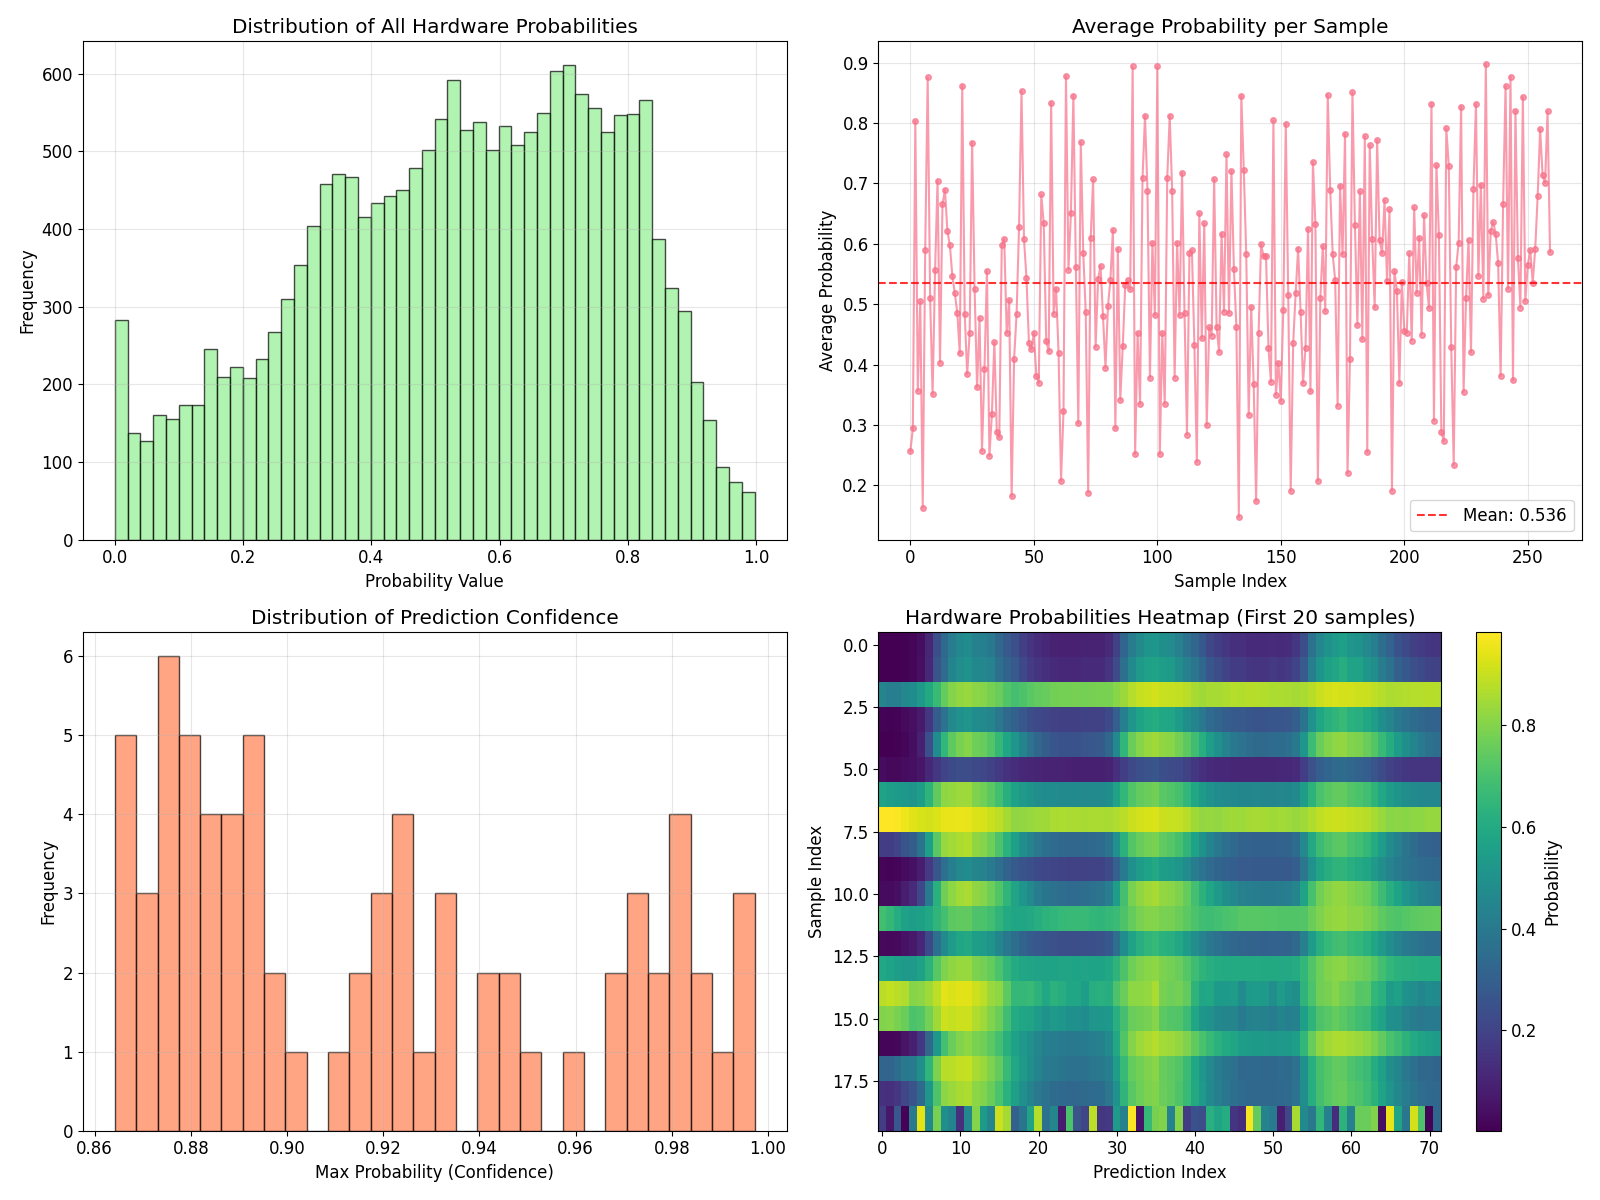 Distribution of All Hardware Probabilities
Frequency
600
500
400
300
200
100
0
0.0 0.2 0.4 0.6 0.8 1.0
Probability Value
Average Probability per Sample
Average Probability
0.9
0.8
0.7
0.6
0.5
0.4
0.3
0.2
Mean: 0.536
0 50 100 150 200 250
Sample Index
Distribution of Prediction Confidence
Frequency
6
5
4
3
2
1
0
0.86 0.88 0.90 0.92 0.94 0.96 0.98 1.00
Max Probability (Confidence)
Hardware Probabilities Heatmap (First 20 samples)
Sample Index
0.0
2.5
5.0
7.5
10.0
12.5
15.0
17.5
0 10 20 30 40 50 60 70
Prediction Index
0.8
0.6
0.4
0.2
Probability